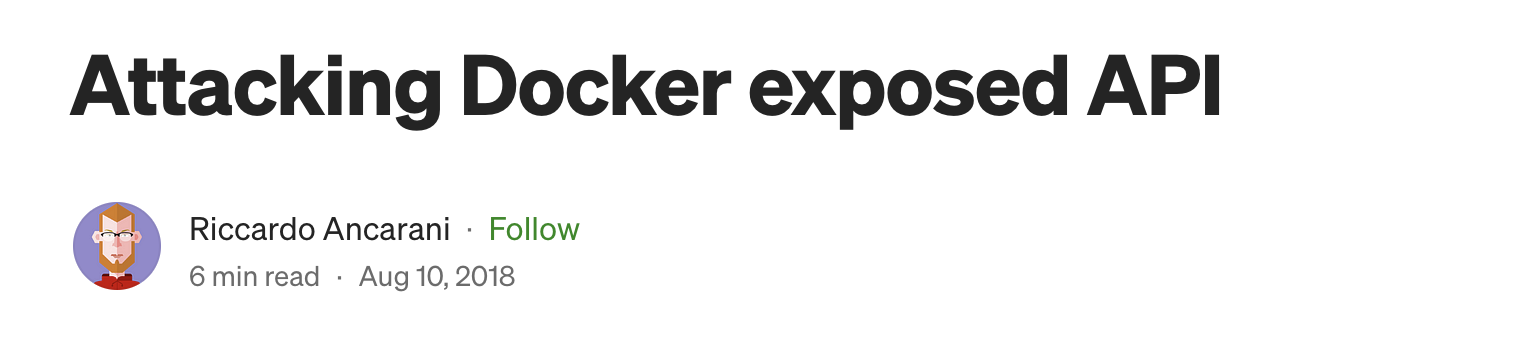 Attacking Docker exposed API
Riccardo Ancarani · Follow
6 min read · Aug 10, 2018